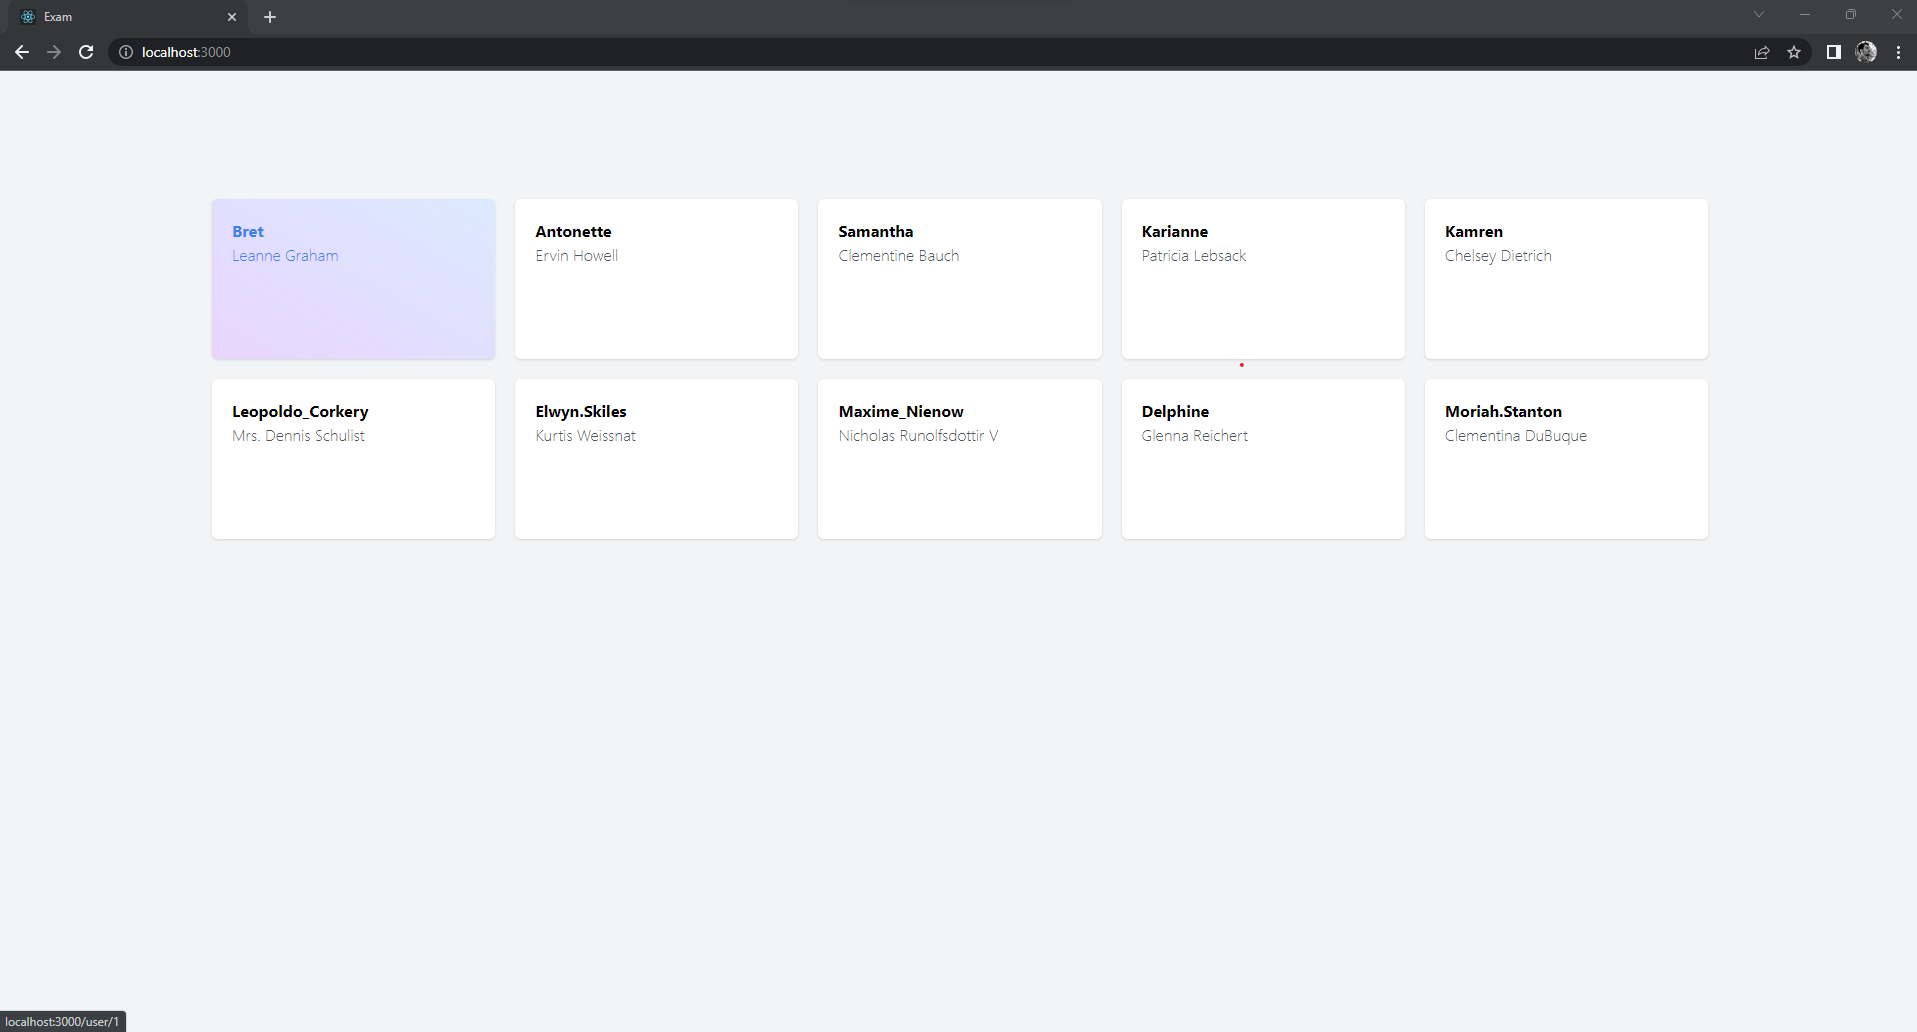 Exam
localhost:3000
Bret
Leanne Graham
Antonette
Ervin Howell
Samantha
Clementine Bauch
Karianne
Patricia Lebsack
Kamren
Chelsey Dietrich
Leopoldo_Corkery
Mrs. Dennis Schulist
Elwyn.Skiles
Kurtis Weissnat
Maxime_Nienow
Nicholas Runolfsdottir V
Delphine
Glenna Reichert
Moriah.Stanton
Clementina DuBuque
localhost:3000/user/1